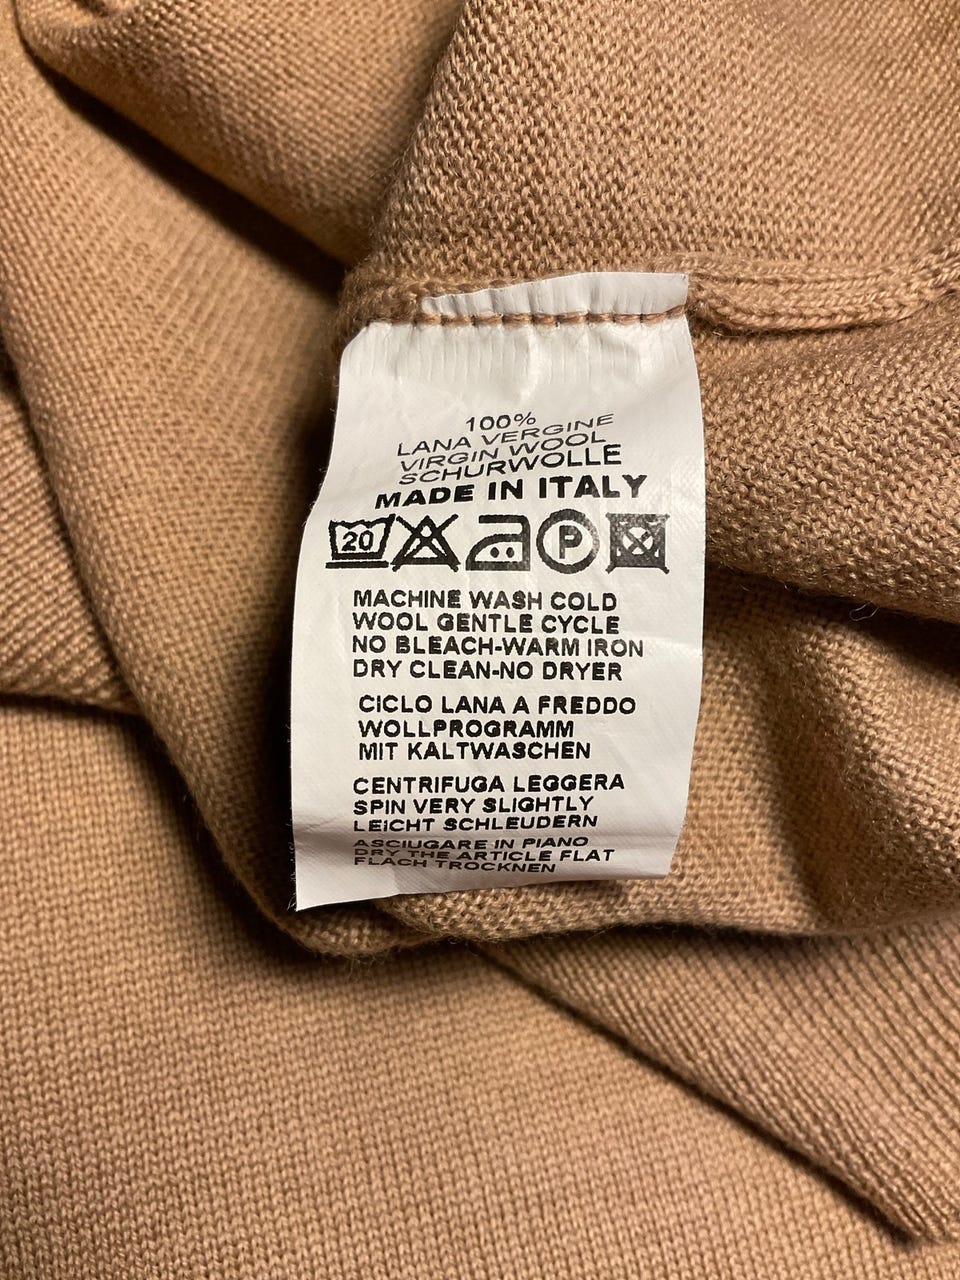 100%
LANA VERGINE
VIRGIN WOOL
SCHURWOLLE
MADE IN ITALY
20 P
MACHINE WASH COLD
WOOL GENTLE CYCLE
NO BLEACH-WARM IRON
DRY CLEAN-NO DRYER
CICLO LANA A FREDDO
WOLLPROGRAMM
MIT KALTWASCHEN
CENTRIFUGA LEGGERA
SPIN VERY SLIGHTLY
LEICHT SCHLEUDERN
ASCIUGARE IN PIANO
DRY THE ARTICLE FLAT
FLACH TROCKNEN